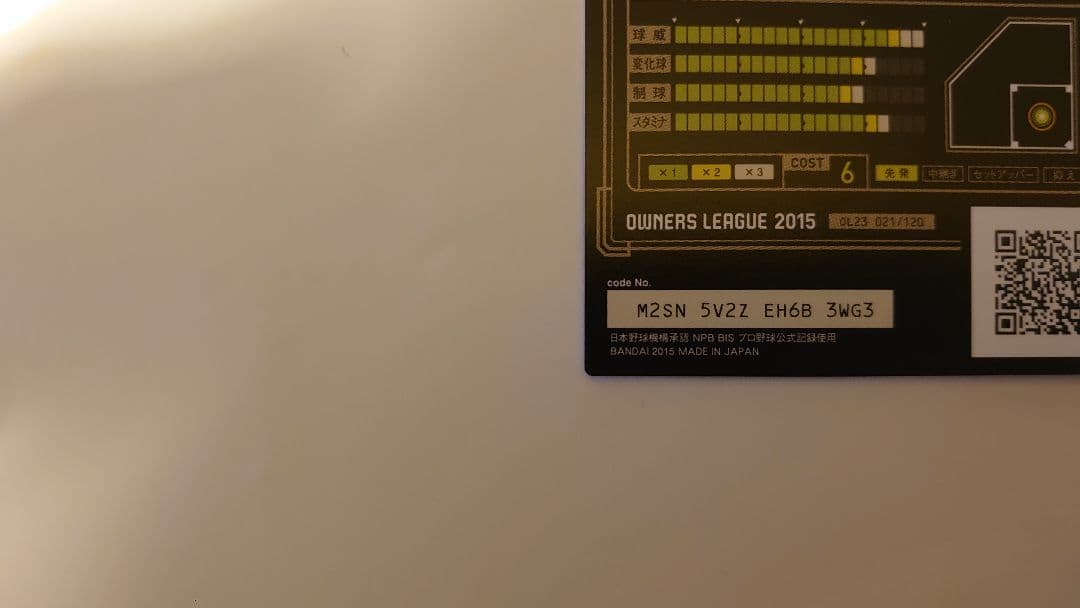 球威
変化球
制球
スタミナ
×1 ×2 ×3 COST 6 先発 中継ぎ セットアッパー 抑え
OWNERS LEAGUE 2015 OL23 021/120
code No.
M2SN 5V2Z EH6B 3WG3
日本野球機構承認 NPB BIS プロ野球公式記録使用
BANDAI 2015 MADE IN JAPAN